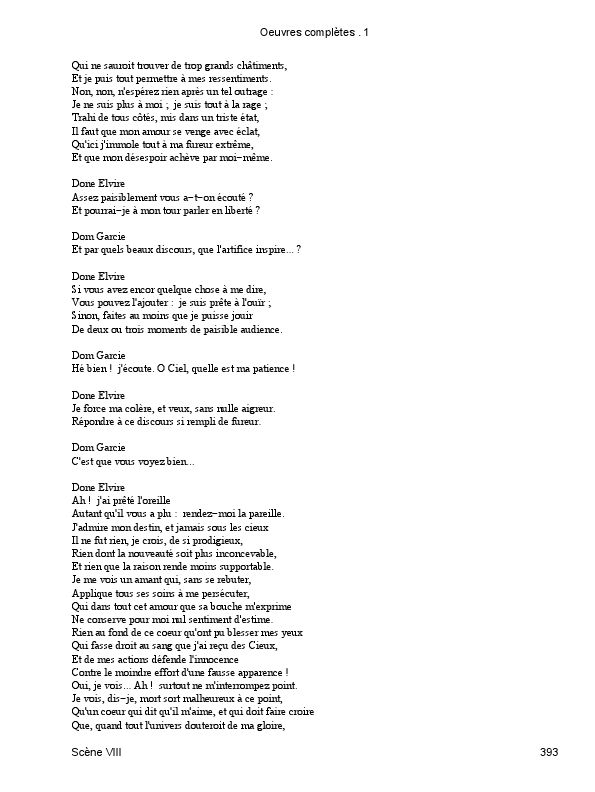 Oeuvres complètes . 1
Qui ne sauroit trouver de trop grands châtiments,
Et je puis tout permettre à mes ressentiments.
Non, non, n'espérez rien après un tel outrage :
Je ne suis plus à moi ; je suis tout à la rage ;
Trahi de tous côtés, mis dans un triste état,
Il faut que mon amour se venge avec éclat,
Qu'ici j'immole tout à ma fureur extrême,
Et que mon désespoir achève par moi−même.
Done Elvire
Assez paisiblement vous a−t−on écouté ?
Et pourrai−je à mon tour parler en liberté ?
Dom Garcie
Et par quels beaux discours, que l'artifice inspire... ?
Done Elvire
Si vous avez encor quelque chose à me dire,
Vous pouvez l'ajouter : je suis prête à l'ouïr ;
Sinon, faites au moins que je puisse jouir
De deux ou trois moments de paisible audience.
Dom Garcie
Hé bien ! j'écoute. O Ciel, quelle est ma patience !
Done Elvire
Je force ma colère, et veux, sans nulle aigreur.
Répondre à ce discours si rempli de fureur.
Dom Garcie
C'est que vous voyez bien...
Done Elvire
Ah ! j'ai prêté l'oreille
Autant qu'il vous a plu : rendez−moi la pareille.
J'admire mon destin, et jamais sous les cieux
Il ne fut rien, je crois, de si prodigieux,
Rien dont la nouveauté soit plus inconcevable,
Et rien que la raison rende moins supportable.
Je me vois un amant qui, sans se rebuter,
Applique tous ses soins à me persécuter,
Qui dans tout cet amour que sa bouche m'exprime
Ne conserve pour moi nul sentiment d'estime.
Rien au fond de ce coeur qu'ont pu blesser mes yeux
Qui fasse droit au sang que j'ai reçu des Cieux,
Et de mes actions défende l'innocence
Contre le moindre effort d'une fausse apparence !
Oui, je vois... Ah ! surtout ne m'interrompez point.
Je vois, dis−je, mort sort malheureux à ce point,
Qu'un coeur qui dit qu'il m'aime, et qui doit faire croire
Que, quand tout l'univers douteroit de ma gloire,
Scène VIII
393